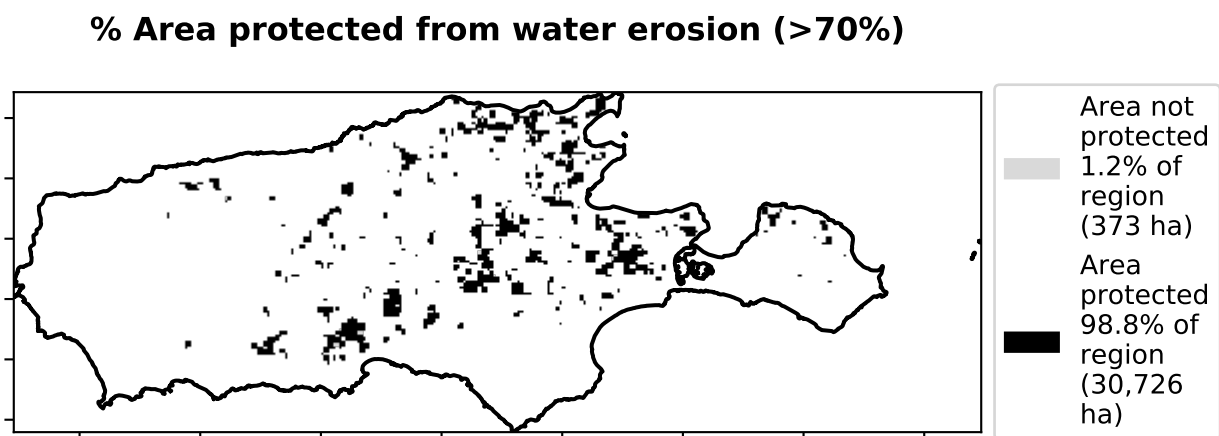 % Area protected from water erosion (>70%)
Area not
protected
1.2% of
region
(373 ha)
Area
protected
98.8% of
region
(30,726
ha)